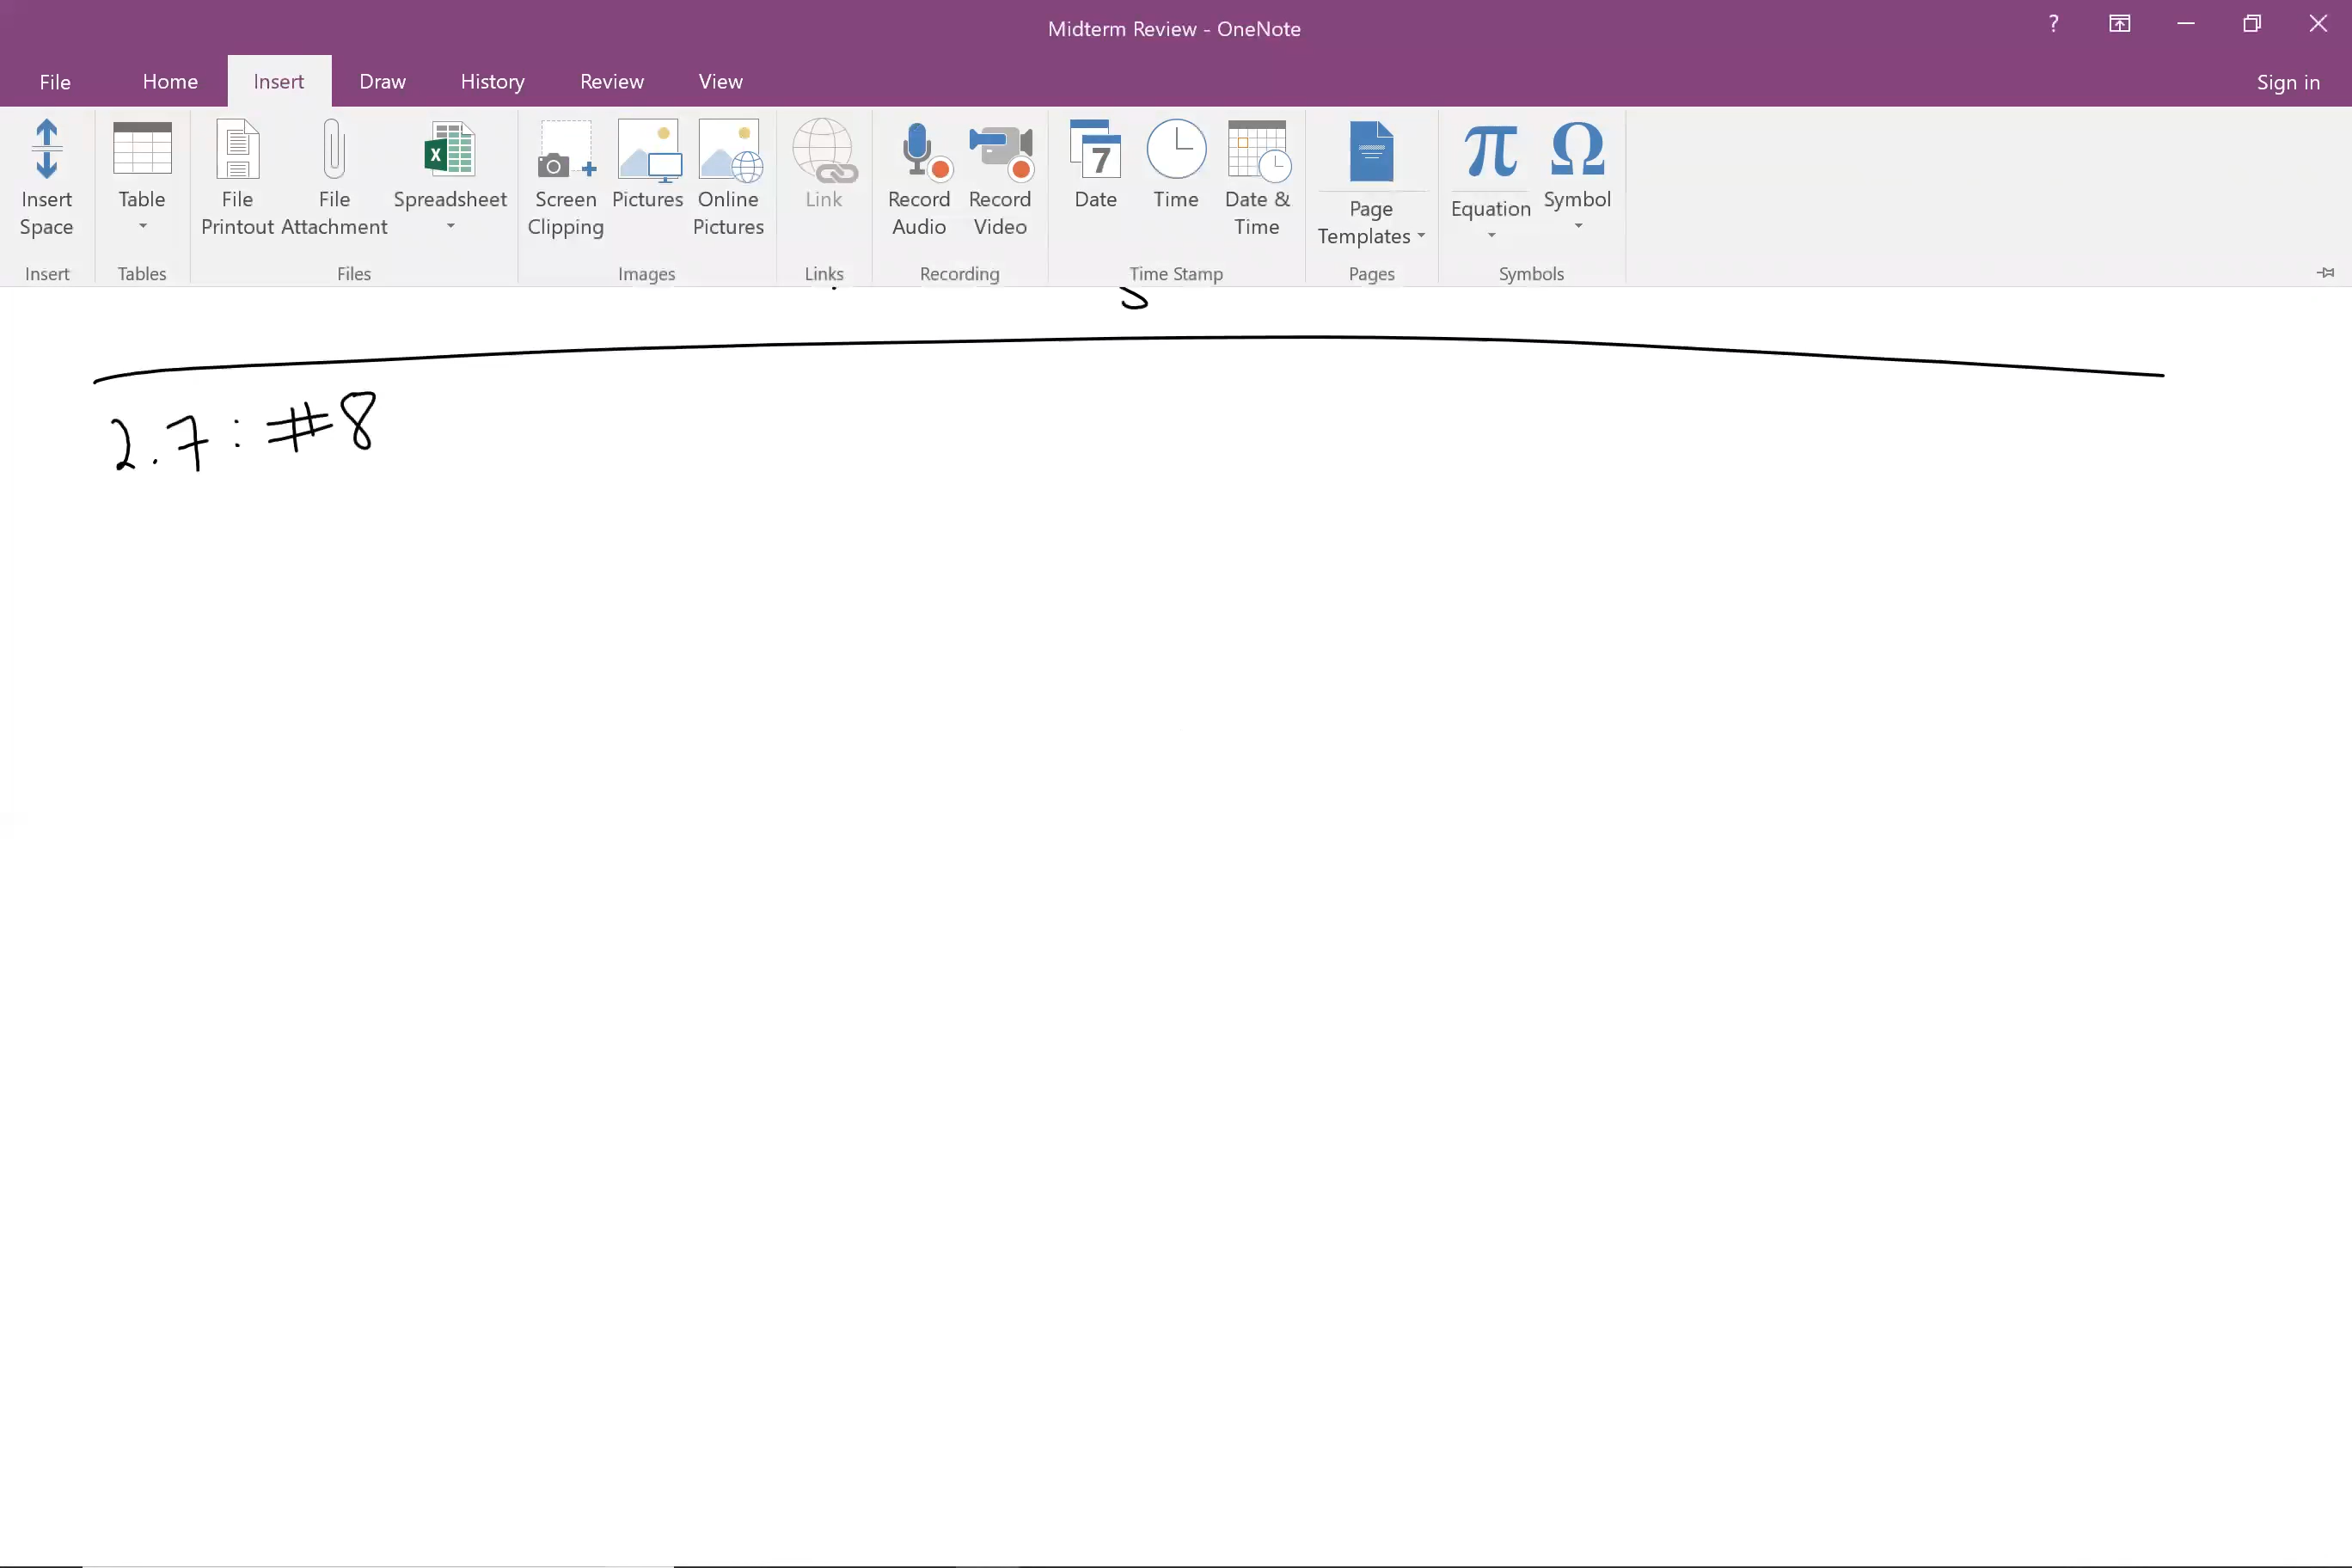 Midterm Review - OneNote
?
File Home Insert Draw History Review View Sign in
Insert Space
Table
File Printout
File Attachment
Spreadsheet
Screen Clipping
Pictures
Online Pictures
Link
Record Audio
Record Video
7
Date
Time
Date & Time
Page Templates
π
Equation
Ω
Symbol
Insert Tables Files Images Links Recording Time Stamp Pages Symbols
2.7: #8